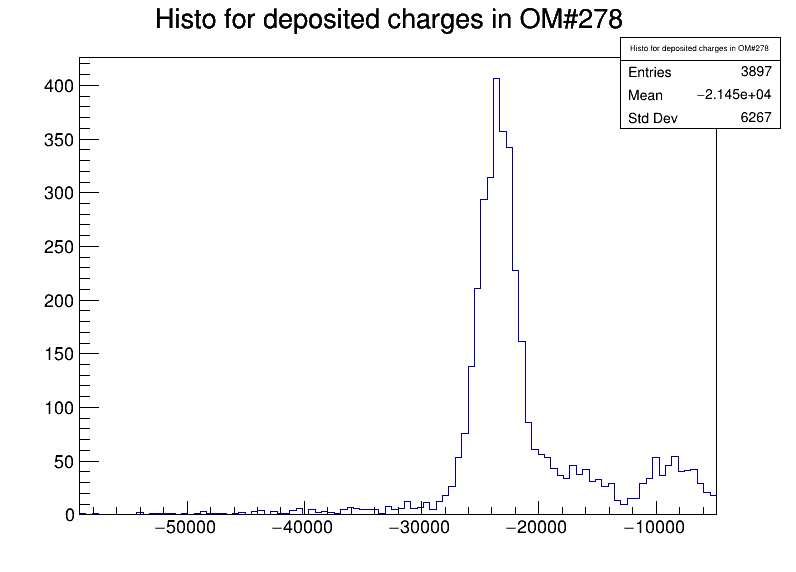 Histo for deposited charges in OM#278
Histo for deposited charges in OM#278
Entries 3897
Mean −2.145e+04
Std Dev 6267
400
350
300
250
200
150
100
50
0
−50000 −40000 −30000 −20000 −10000